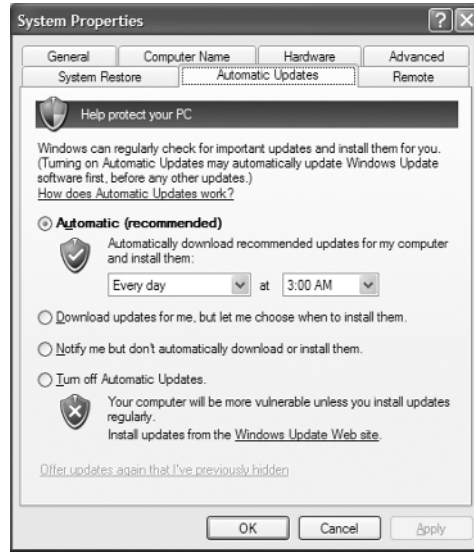 System Properties
General
Computer Name
Hardware
Advanced
System Restore
Automatic Updates
Remote
Help protect your PC
Windows can regularly check for important updates and install them for you.
(Turning on Automatic Updates may automatically update Windows Update
software first, before any other updates.)
How does Automatic Updates work?
Automatic (recommended)
Automatically download recommended updates for my computer
and install them:
Every day at 3:00 AM
Download updates for me, but let me choose when to install them.
Notify me but don't automatically download or install them.
Turn off Automatic Updates.
Your computer will be more vulnerable unless you install updates
regularly.
Install updates from the Windows Update Web site.
Offer updates again that I've previously hidden
OK
Cancel
Apply